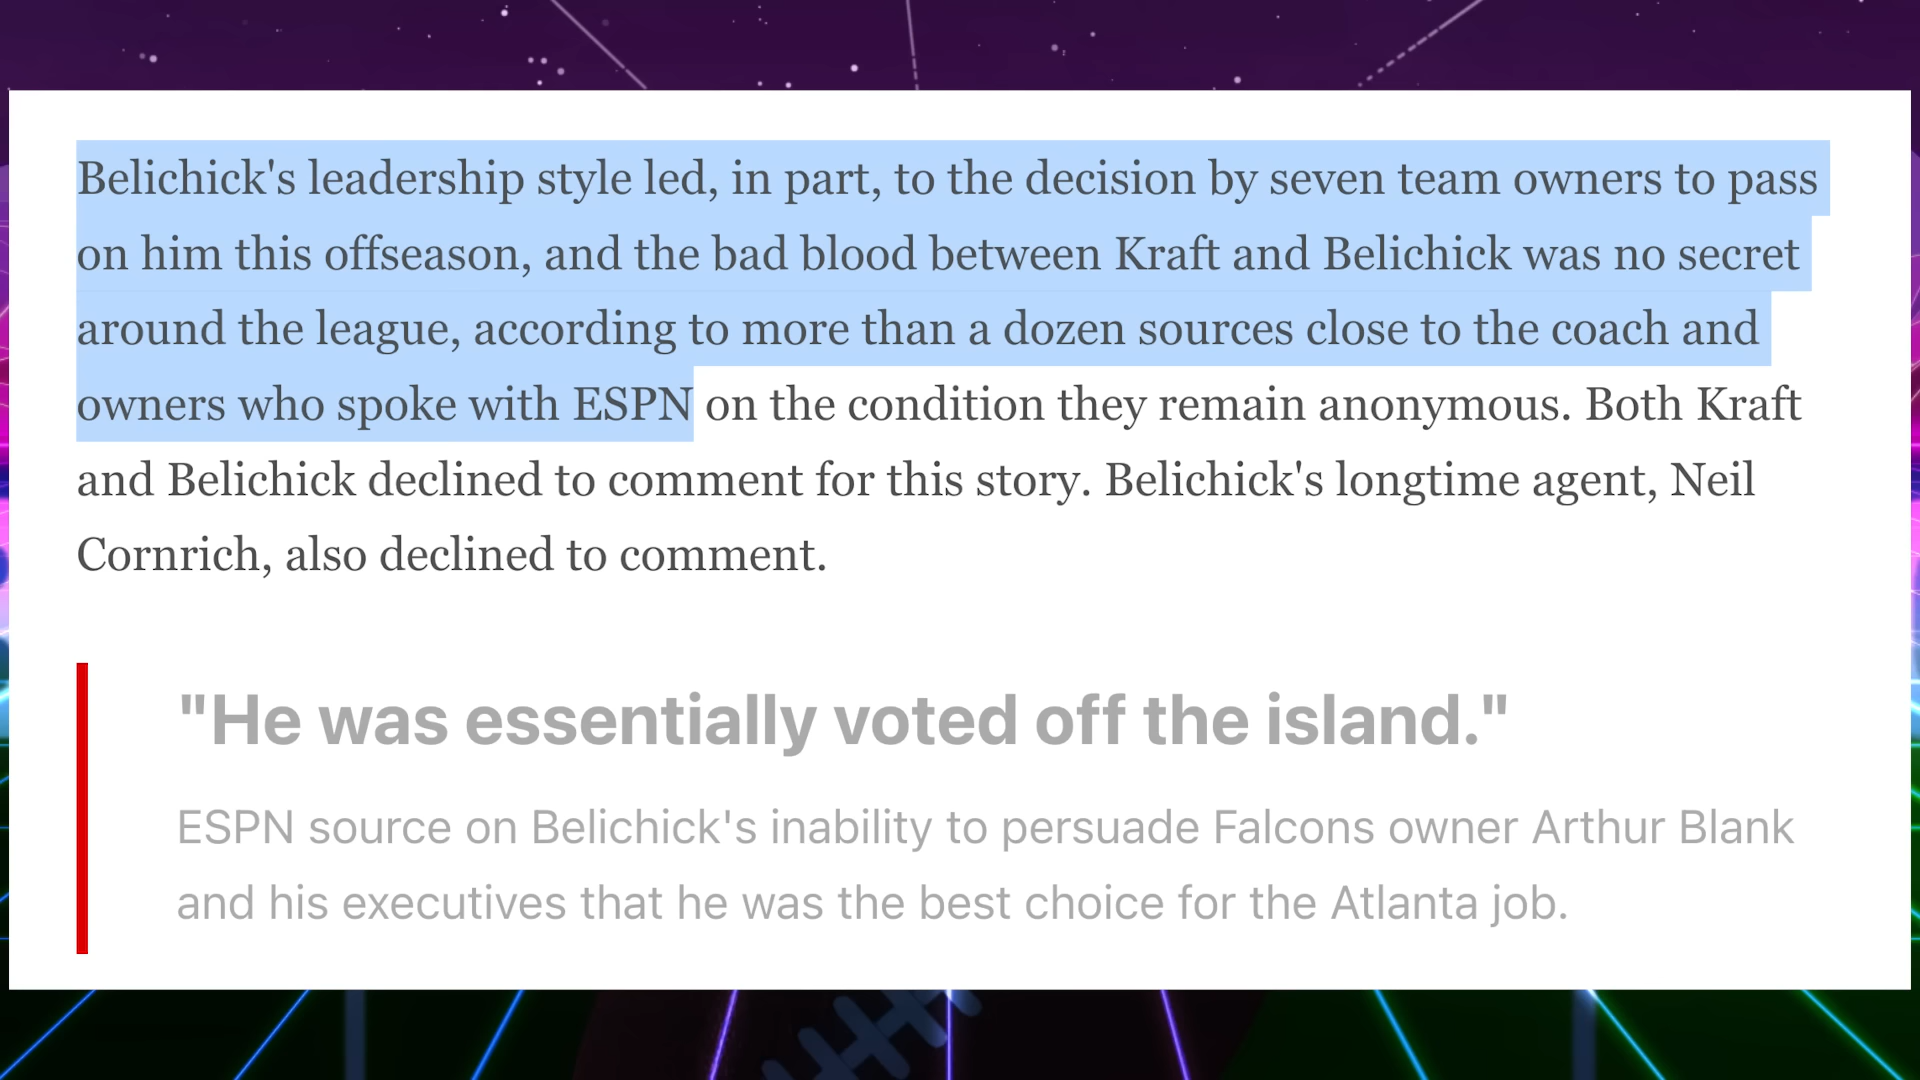 Belichick's leadership style led, in part, to the decision by seven team owners to pass
on him this offseason, and the bad blood between Kraft and Belichick was no secret
around the league, according to more than a dozen sources close to the coach and
owners who spoke with ESPN on the condition they remain anonymous. Both Kraft
and Belichick declined to comment for this story. Belichick's longtime agent, Neil
Cornrich, also declined to comment.
"He was essentially voted off the island."
ESPN source on Belichick's inability to persuade Falcons owner Arthur Blank
and his executives that he was the best choice for the Atlanta job.